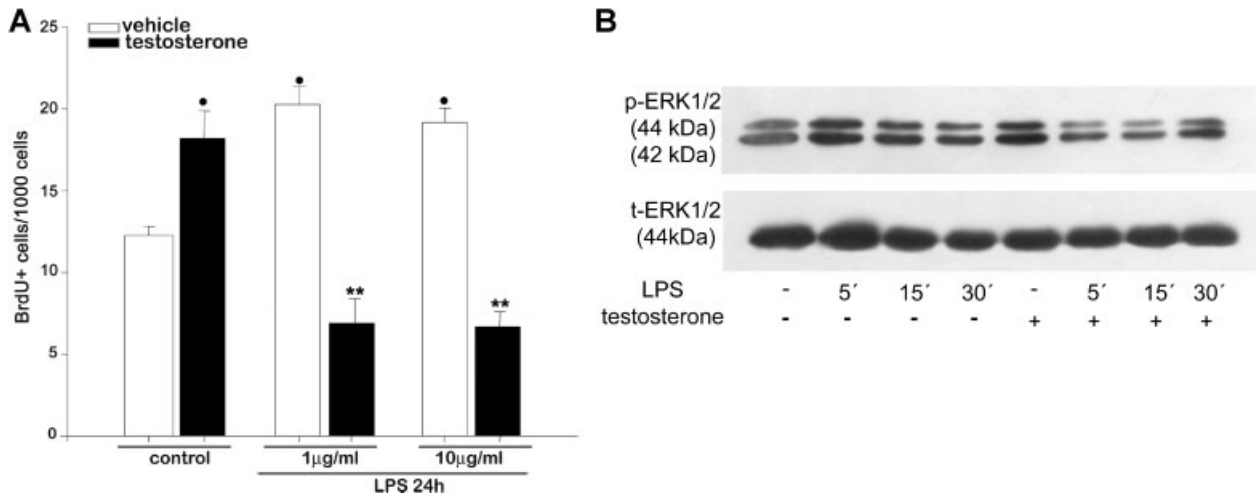 A
vehicle
testosterone
BrdU+ cells/1000 cells
25
20
15
10
5
0
•
•
•
**
**
control
1µg/ml
10µg/ml
LPS 24h
B
p-ERK1/2
(44 kDa)
(42 kDa)
t-ERK1/2
(44kDa)
LPS - 5´ 15´ 30´ - 5´ 15´ 30´
testosterone - - - - + + + +